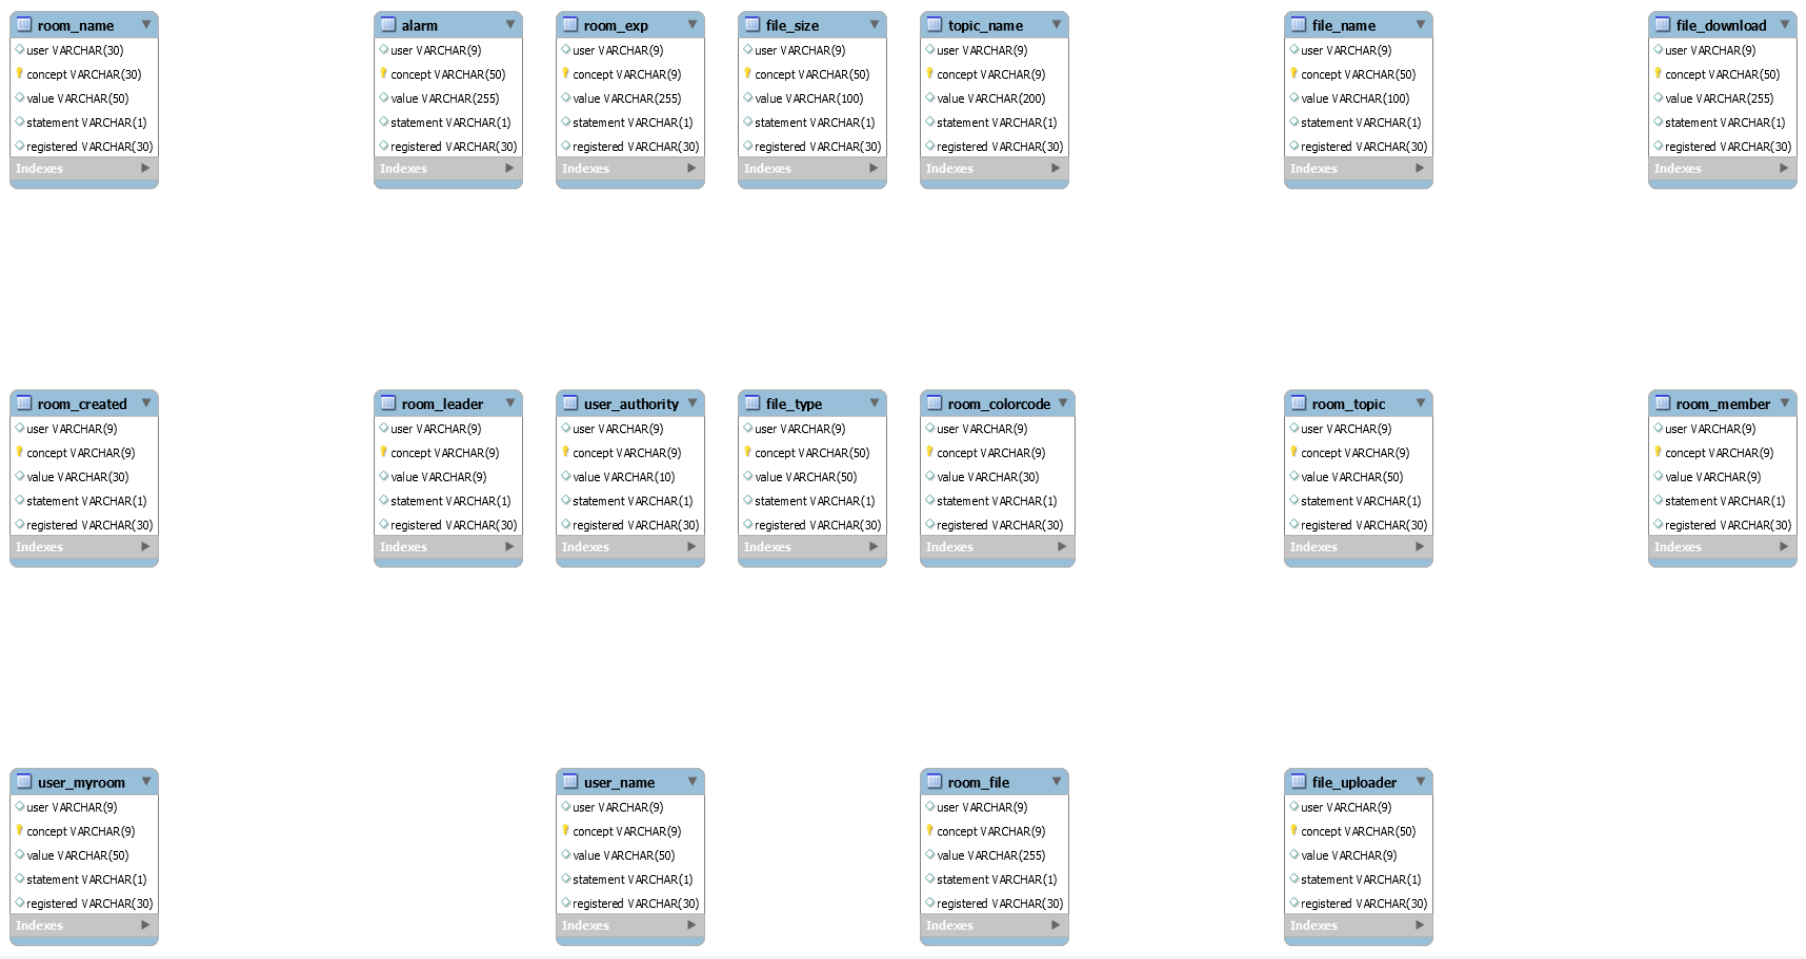 room_name
user VARCHAR(30)
concept VARCHAR(30)
value VARCHAR(50)
statement VARCHAR(1)
registered VARCHAR(30)
Indexes
alarm
user VARCHAR(9)
concept VARCHAR(50)
value VARCHAR(255)
statement VARCHAR(1)
registered VARCHAR(30)
Indexes
room_exp
user VARCHAR(9)
concept VARCHAR(9)
value VARCHAR(255)
statement VARCHAR(1)
registered VARCHAR(30)
Indexes
file_size
user VARCHAR(9)
concept VARCHAR(50)
value VARCHAR(100)
statement VARCHAR(1)
registered VARCHAR(30)
Indexes
topic_name
user VARCHAR(9)
concept VARCHAR(9)
value VARCHAR(200)
statement VARCHAR(1)
registered VARCHAR(30)
Indexes
file_name
user VARCHAR(9)
concept VARCHAR(50)
value VARCHAR(100)
statement VARCHAR(1)
registered VARCHAR(30)
Indexes
file_download
user VARCHAR(9)
concept VARCHAR(50)
value VARCHAR(255)
statement VARCHAR(1)
registered VARCHAR(30)
Indexes
room_created
user VARCHAR(9)
concept VARCHAR(9)
value VARCHAR(30)
statement VARCHAR(1)
registered VARCHAR(30)
Indexes
room_leader
user VARCHAR(9)
concept VARCHAR(9)
value VARCHAR(9)
statement VARCHAR(1)
registered VARCHAR(30)
Indexes
user_authority
user VARCHAR(9)
concept VARCHAR(9)
value VARCHAR(10)
statement VARCHAR(1)
registered VARCHAR(30)
Indexes
file_type
user VARCHAR(9)
concept VARCHAR(50)
value VARCHAR(50)
statement VARCHAR(1)
registered VARCHAR(30)
Indexes
room_colorcode
user VARCHAR(9)
concept VARCHAR(9)
value VARCHAR(30)
statement VARCHAR(1)
registered VARCHAR(30)
Indexes
room_topic
user VARCHAR(9)
concept VARCHAR(9)
value VARCHAR(50)
statement VARCHAR(1)
registered VARCHAR(30)
Indexes
room_member
user VARCHAR(9)
concept VARCHAR(9)
value VARCHAR(9)
statement VARCHAR(1)
registered VARCHAR(30)
Indexes
user_myroom
user VARCHAR(9)
concept VARCHAR(9)
value VARCHAR(50)
statement VARCHAR(1)
registered VARCHAR(30)
Indexes
user_name
user VARCHAR(9)
concept VARCHAR(9)
value VARCHAR(50)
statement VARCHAR(1)
registered VARCHAR(30)
Indexes
room_file
user VARCHAR(9)
concept VARCHAR(9)
value VARCHAR(255)
statement VARCHAR(1)
registered VARCHAR(30)
Indexes
file_uploader
user VARCHAR(9)
concept VARCHAR(50)
value VARCHAR(9)
statement VARCHAR(1)
registered VARCHAR(30)
Indexes